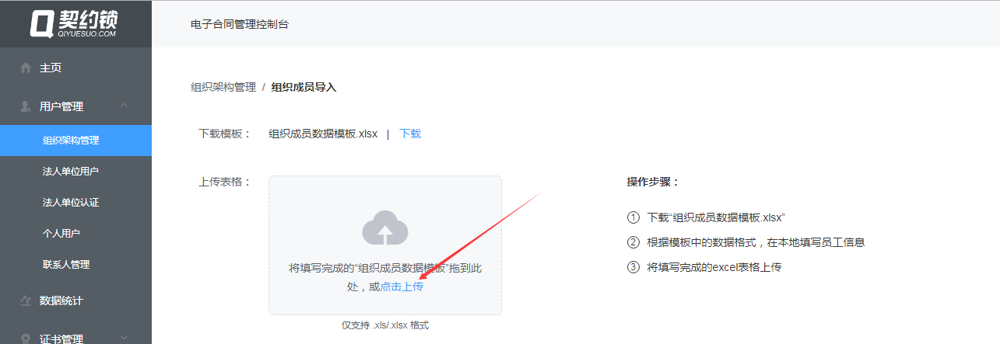 契约锁
QIYUESUO.COM
电子合同管理控制台
主页
用户管理
组织架构管理
法人单位用户
法人单位认证
个人用户
联系人管理
数据统计
证书管理
组织架构管理 / 组织成员导入
下载模板： 组织成员数据模板.xlsx | 下载
上传表格：
将填写完成的“组织成员数据模板”拖到此
处，或点击上传
仅支持 .xls/.xlsx 格式
操作步骤：
① 下载“组织成员数据模板.xlsx”
② 根据模板中的数据格式，在本地填写员工信息
③ 将填写完成的excel表格上传